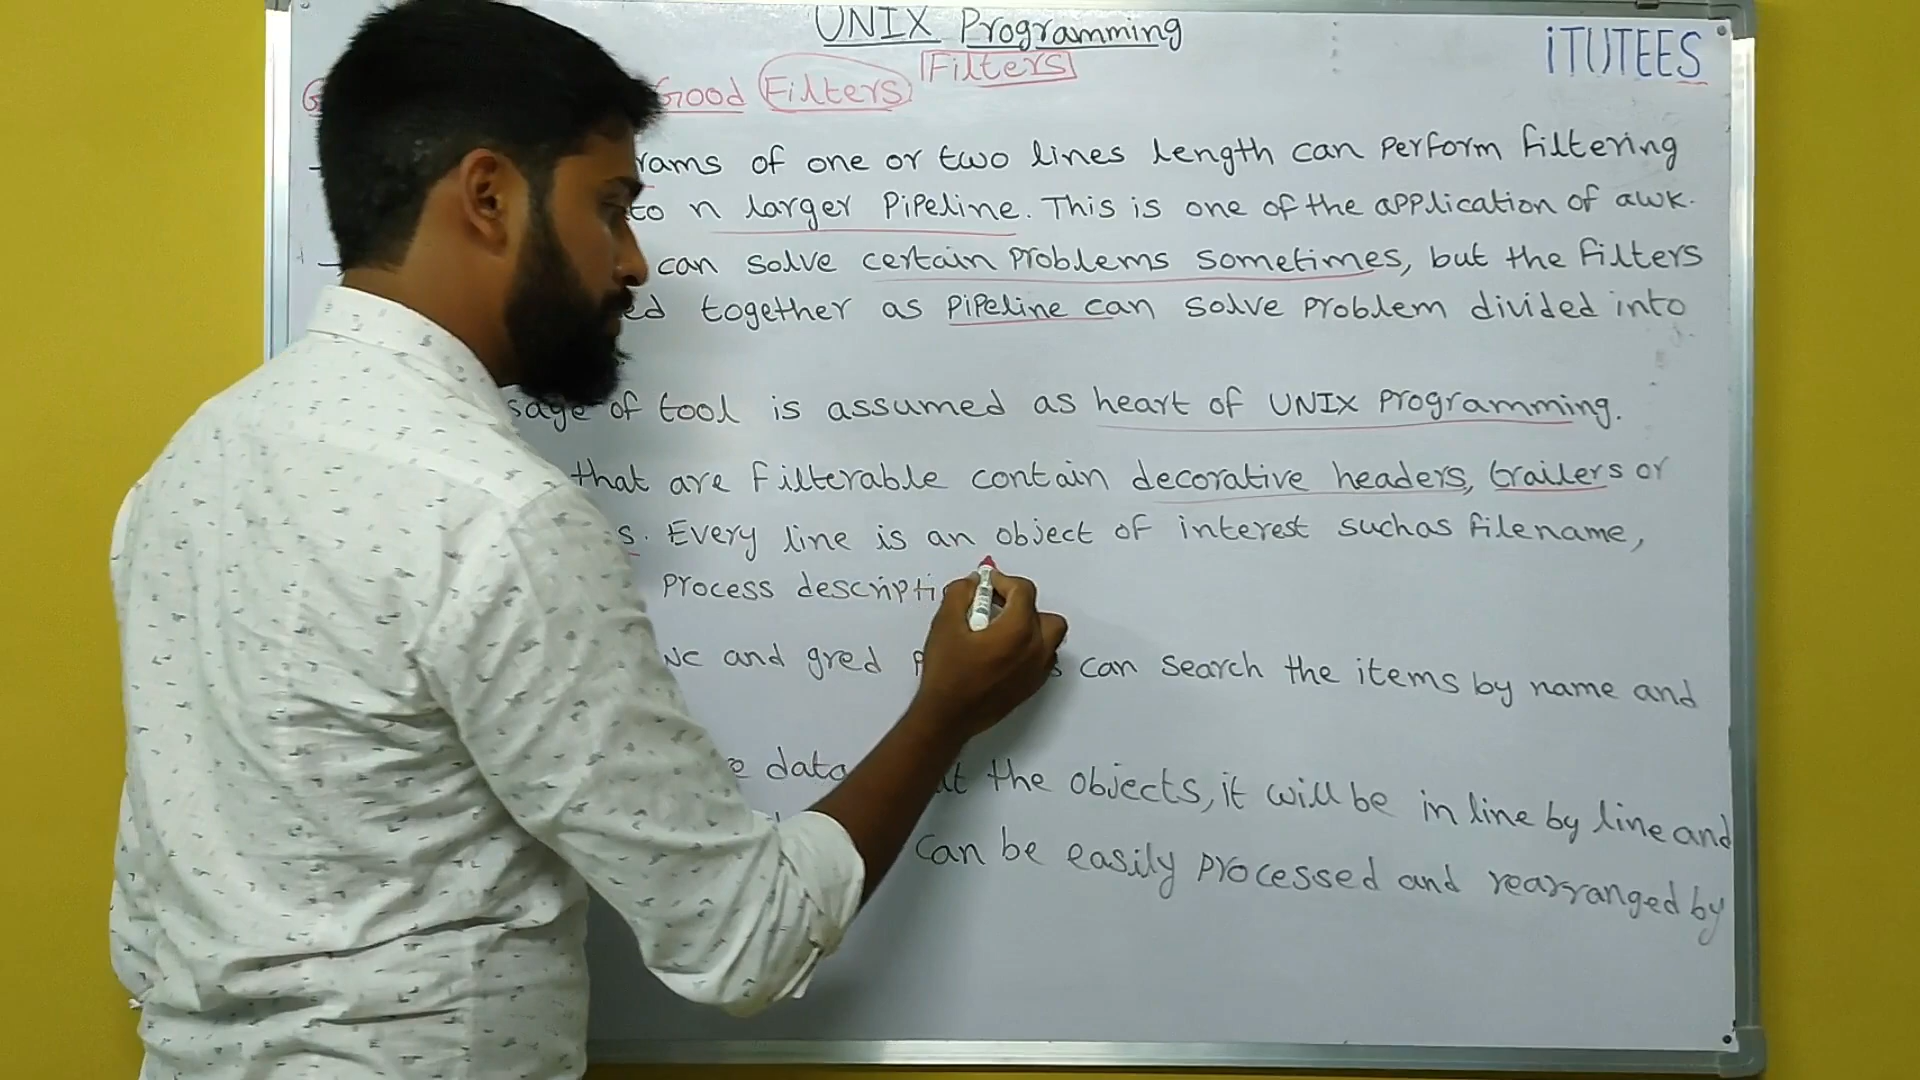 UNIX Programming
iTUTEES
Good Filters Filters
rams of one or two lines length can perform filtering
to n larger pipeline. This is one of the application of awk.
can solve certain problems sometimes, but the filters
ed together as pipeline can solve problem divided into
sage of tool is assumed as heart of UNIX programming.
that are filterable contain decorative headers, trailers or
s. Every line is an object of interest suchas filename,
process descripti
wc and gred can search the items by name and
data the objects, it will be in line by line and
can be easily processed and rearranged by